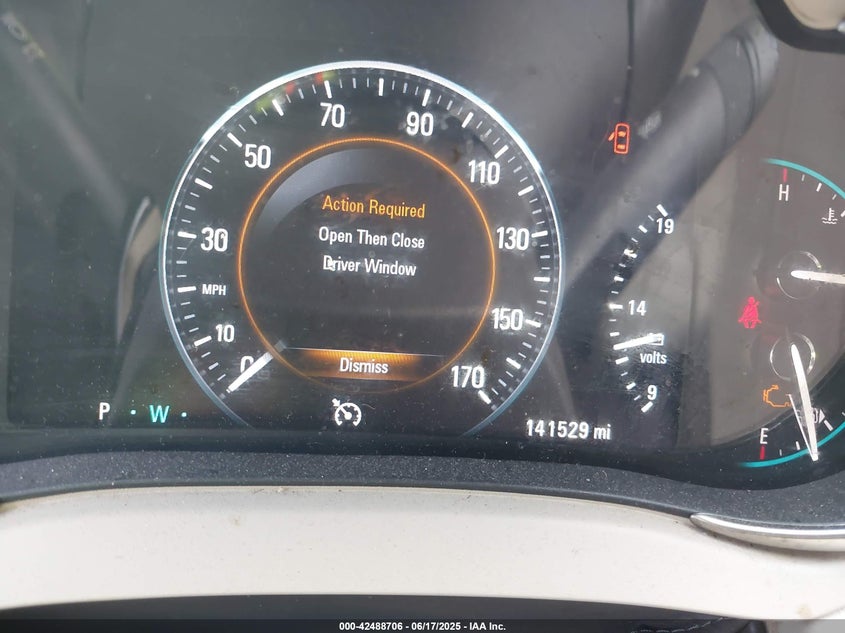 70
90
50
110
30
130
MPH
10
150
0
170
Action Required
Open Then Close
Driver Window
Dismiss
P · W ·
141529 mi
19
14
volts
9
H
E
000-42488706 - 06/17/2025 - IAA Inc.